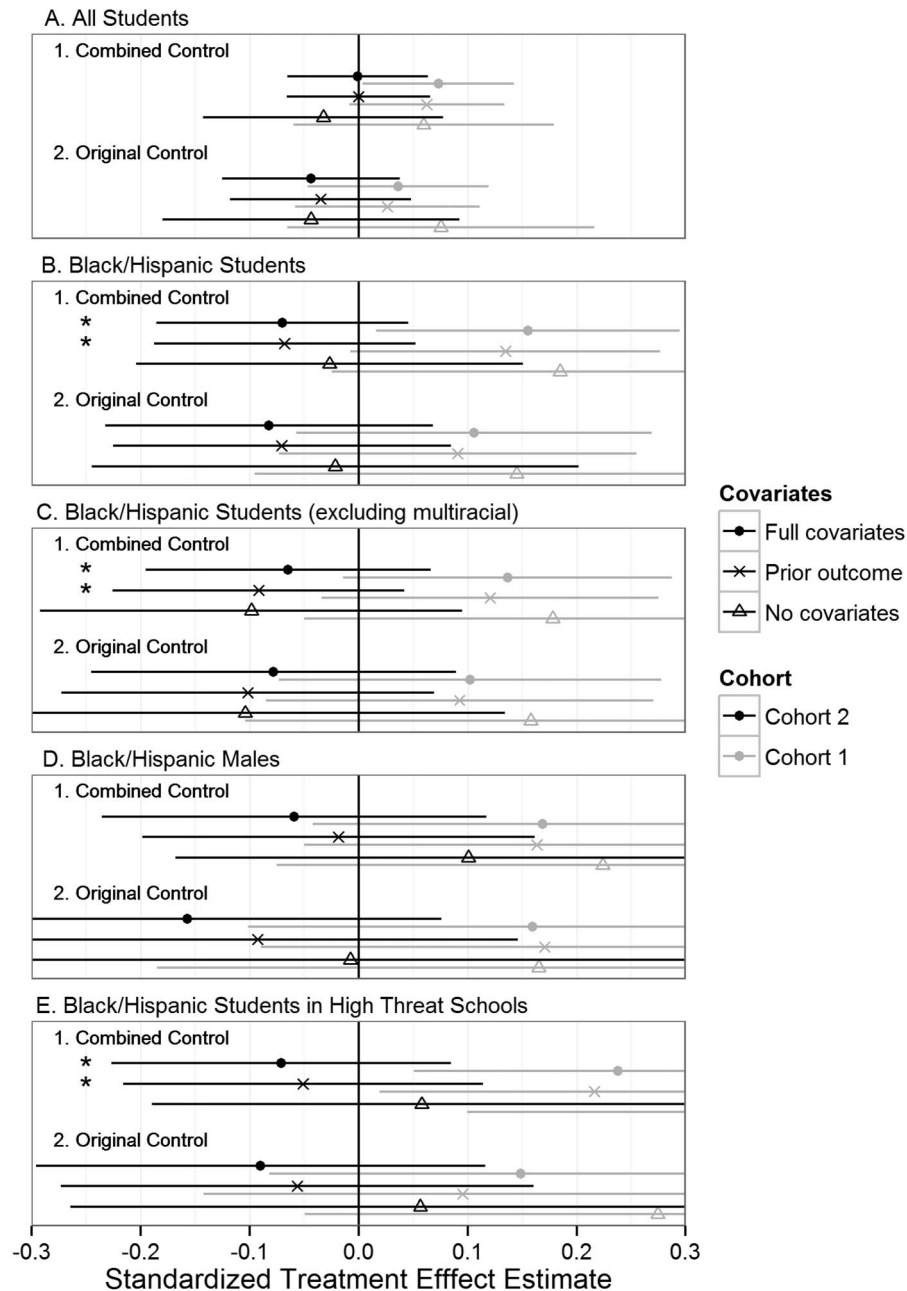 A. All Students
1. Combined Control
2. Original Control
B. Black/Hispanic Students
1. Combined Control
*
*
2. Original Control
C. Black/Hispanic Students (excluding multiracial)
1. Combined Control
*
*
2. Original Control
D. Black/Hispanic Males
1. Combined Control
2. Original Control
E. Black/Hispanic Students in High Threat Schools
1. Combined Control
*
*
2. Original Control
-0.3 -0.2 -0.1 0.0 0.1 0.2 0.3
Standardized Treatment Efffect Estimate
Covariates
Full covariates
Prior outcome
No covariates
Cohort
Cohort 2
Cohort 1